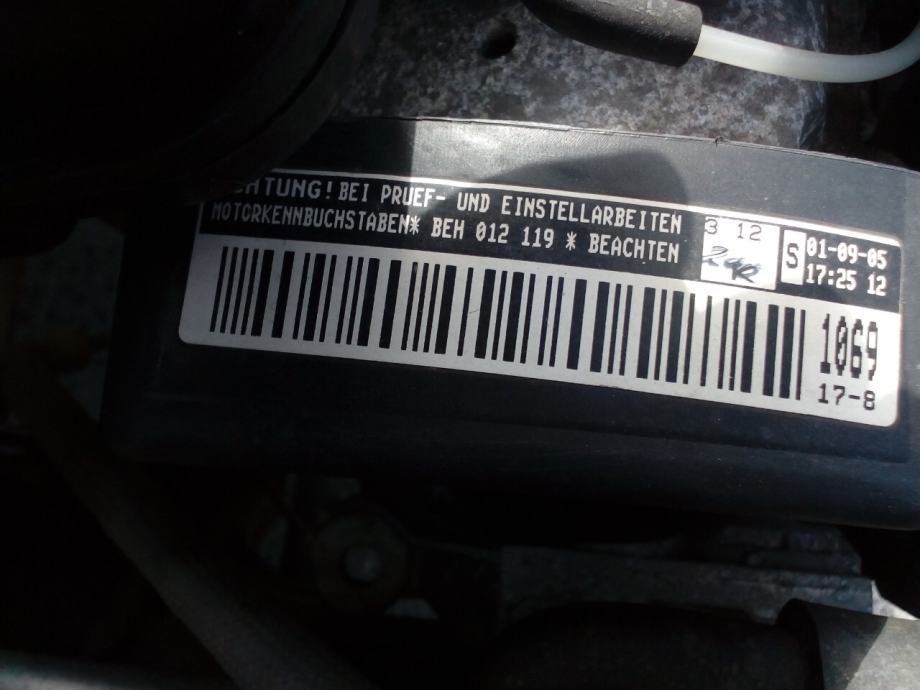 ACHTUNG! BEI PRUEF- UND EINSTELLARBEITEN
MOTORKENNBUCHSTABEN* BEH 012 119 * BEACHTEN
3 12
S
01-09-05
17:25 12
1069
17-8